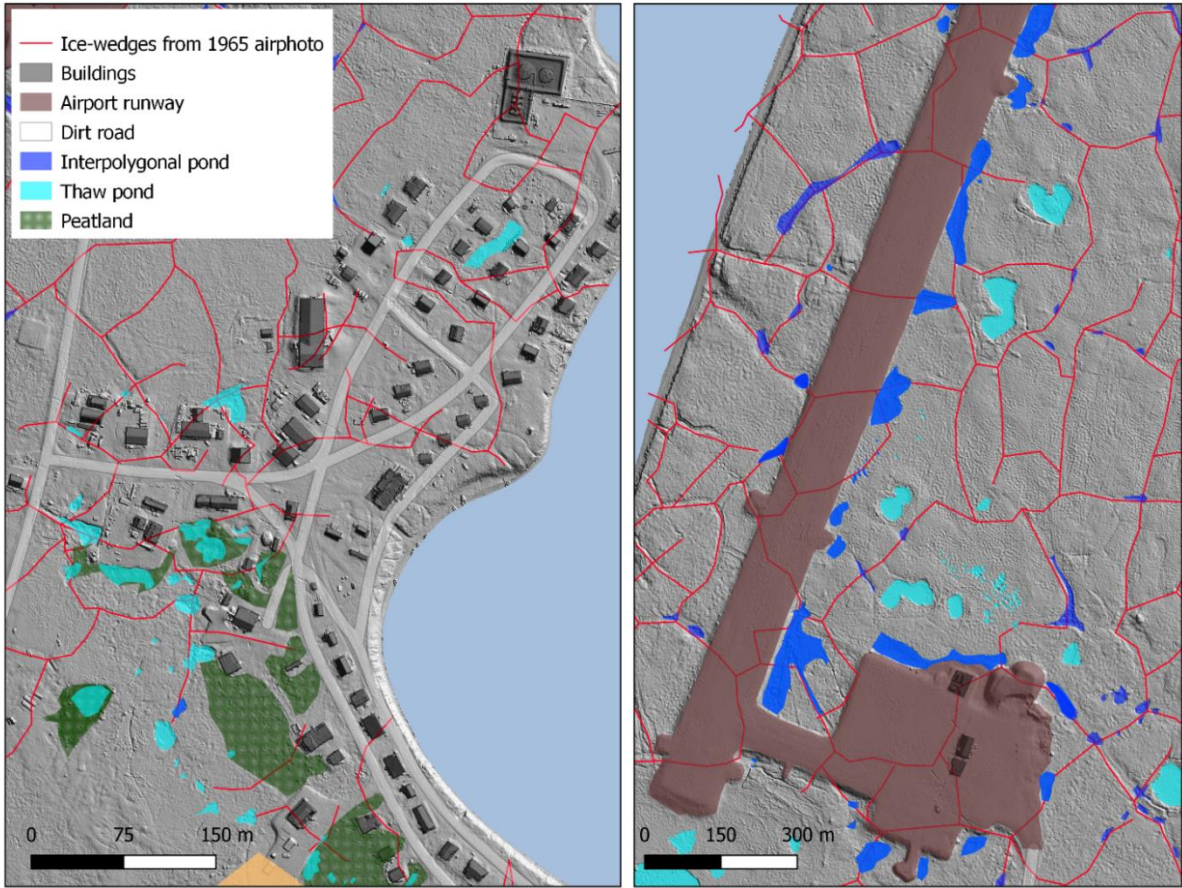 Ice-wedges from 1965 airphoto
Buildings
Airport runway
Dirt road
Interpolygonal pond
Thaw pond
Peatland
0 75 150 m
0 150 300 m